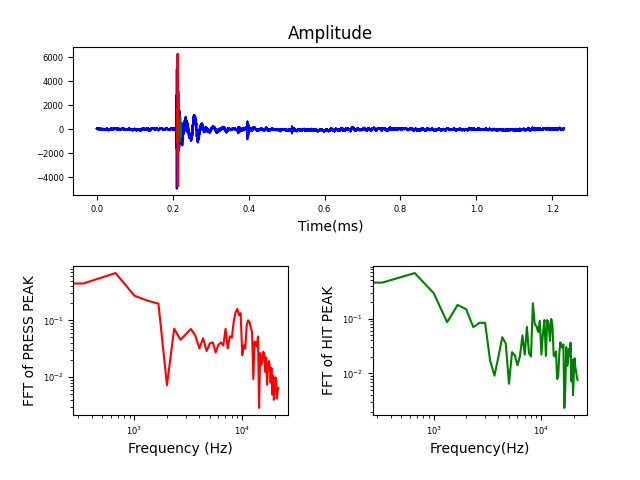 Amplitude
6000
4000
2000
0
−2000
−4000
0.0 0.2 0.4 0.6 0.8 1.0 1.2
Time(ms)
FFT of PRESS PEAK
10⁻¹
10⁻²
10³ 10⁴
Frequency (Hz)
FFT of HIT PEAK
10⁻¹
10⁻²
10³ 10⁴
Frequency(Hz)